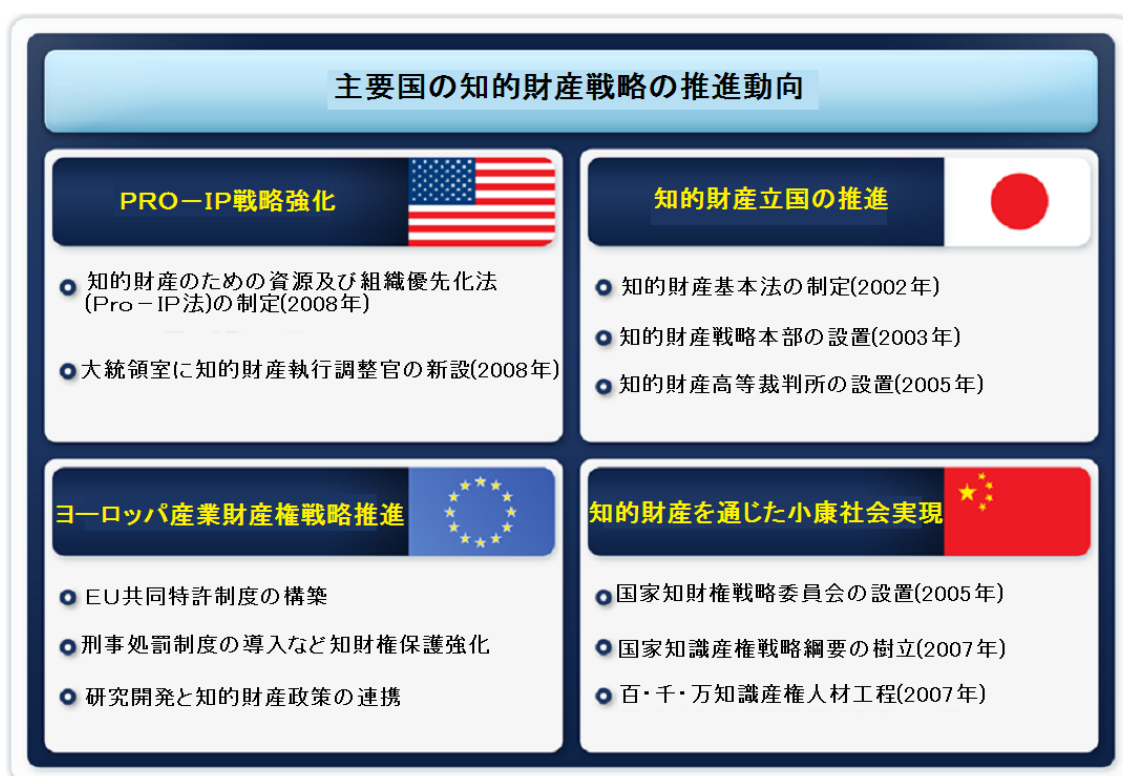 主要国の知的財産戦略の推進動向
PRO－IP戦略強化
知的財産のための資源及び組織優先化法
(Pro－IP法)の制定(2008年)
大統領室に知的財産執行調整官の新設(2008年)
知的財産立国の推進
知的財産基本法の制定(2002年)
知的財産戦略本部の設置(2003年)
知的財産高等裁判所の設置(2005年)
ヨーロッパ産業財産権戦略推進
EU共同特許制度の構築
刑事処罰制度の導入など知財権保護強化
研究開発と知的財産政策の連携
知的財産を通じた小康社会実現
国家知財権戦略委員会の設置(2005年)
国家知識産権戦略綱要の樹立(2007年)
百・千・万知識産権人材工程(2007年)